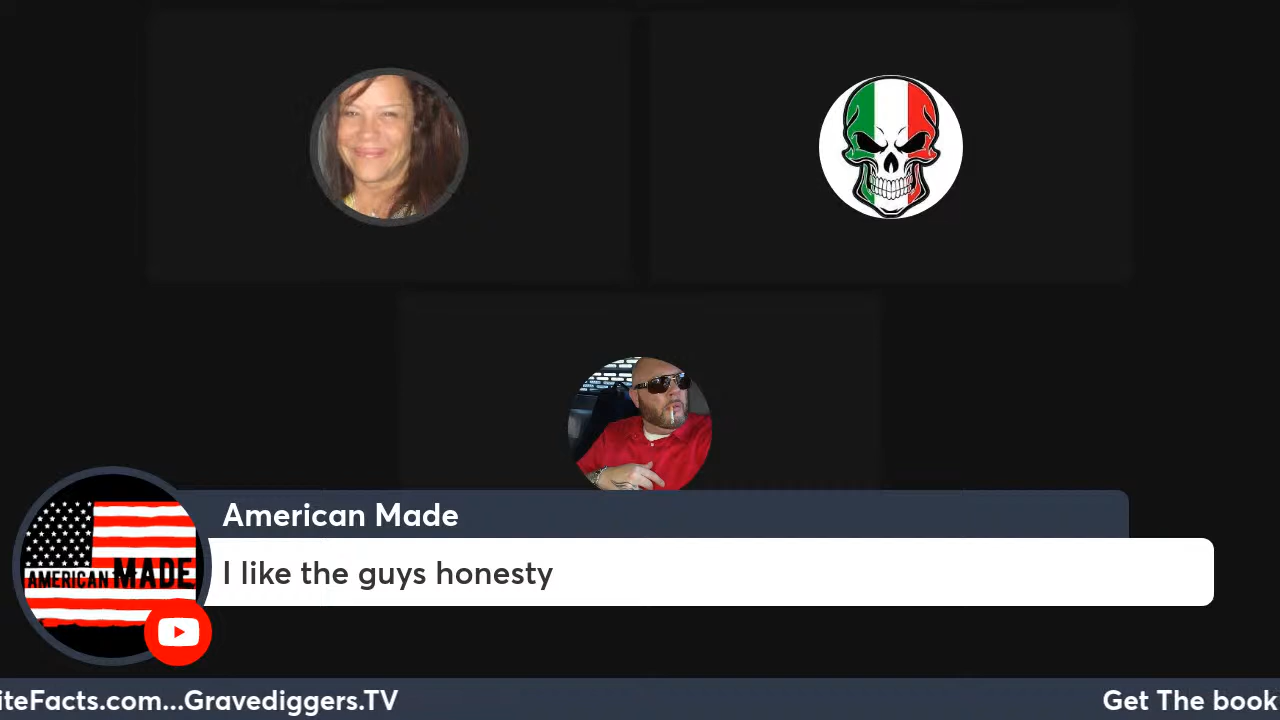 American Made
I like the guys honesty
AMERICAN MADE
iteFacts.com...Gravediggers.TV
Get The book